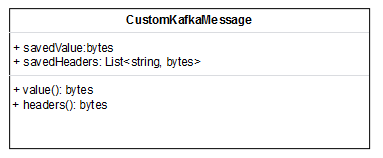 CustomKafkaMessage
+ savedValue:bytes
+ savedHeaders: List<string, bytes>
+ value(): bytes
+ headers(): bytes